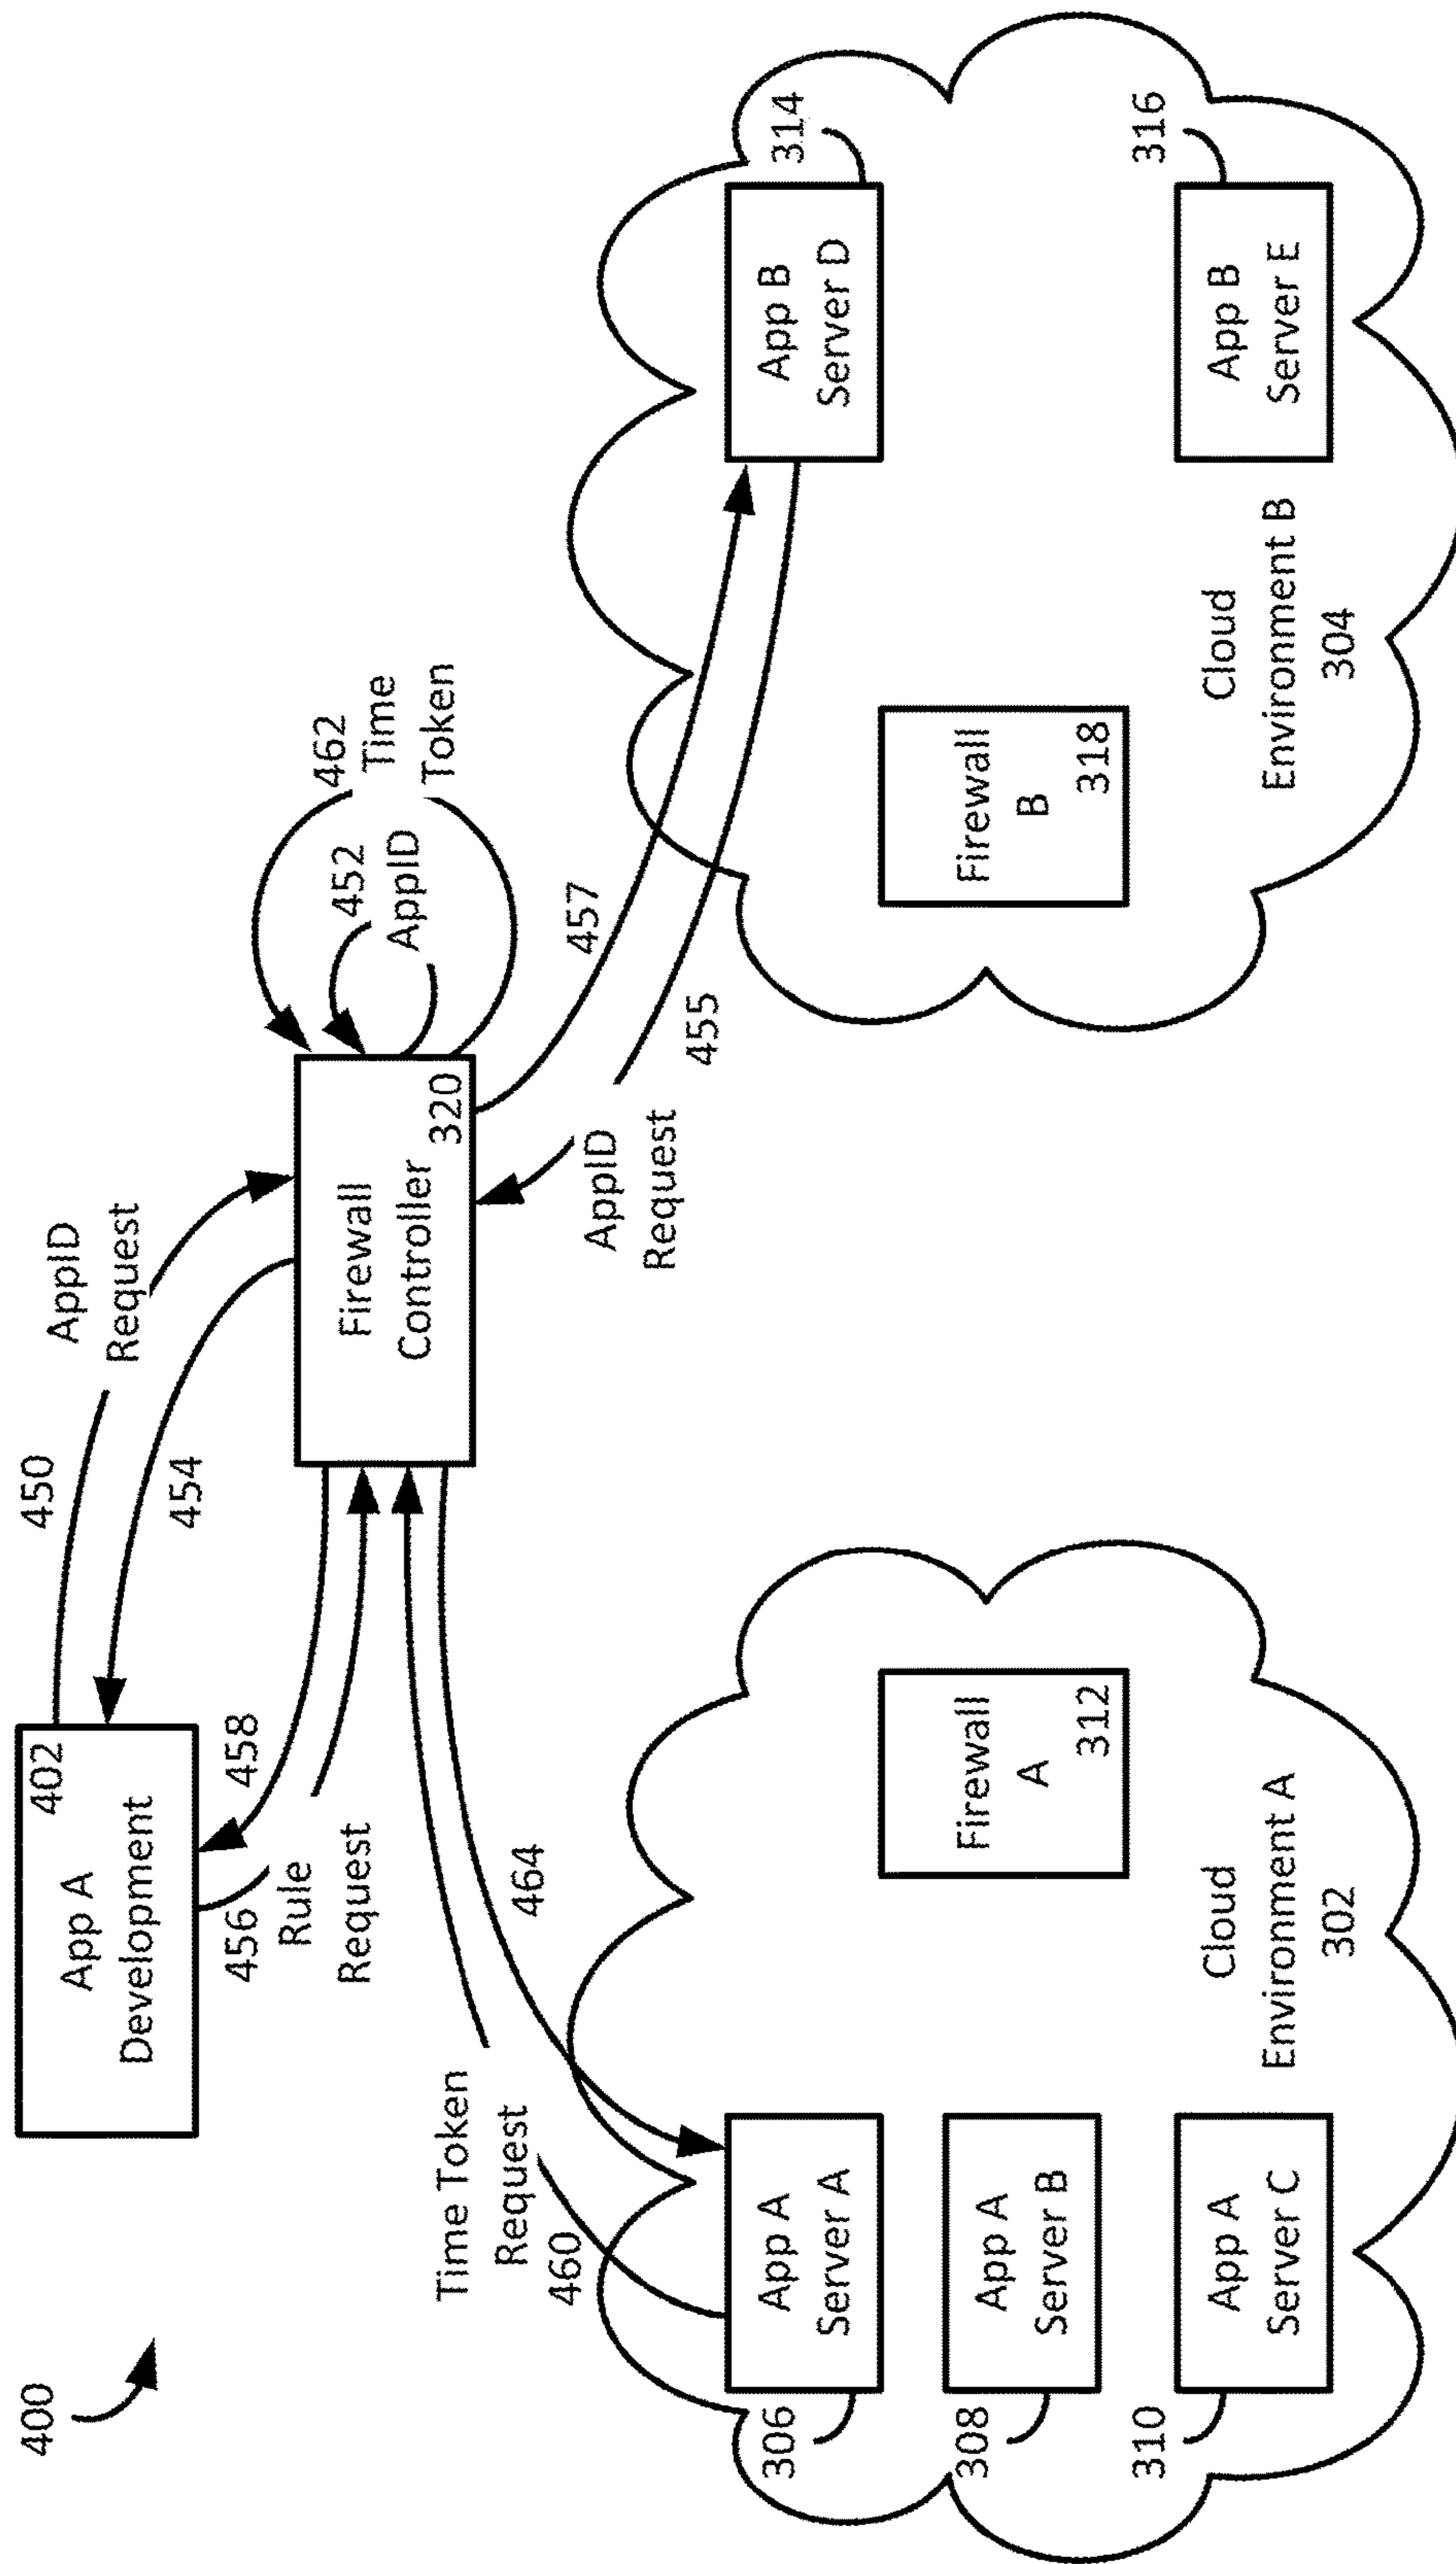 400
App A
Development
402
450
AppID
Request
454
458
456
Rule
Request
Firewall
Controller
320
462
Time
Token
452
AppID
457
AppID
Request
455
Time Token
Request
460
464
App A
Server A
306
App A
Server B
308
App A
Server C
310
Firewall
A
312
Cloud
Environment A
302
Firewall
B
318
App B
Server D
314
App B
Server E
316
Cloud
Environment B
304